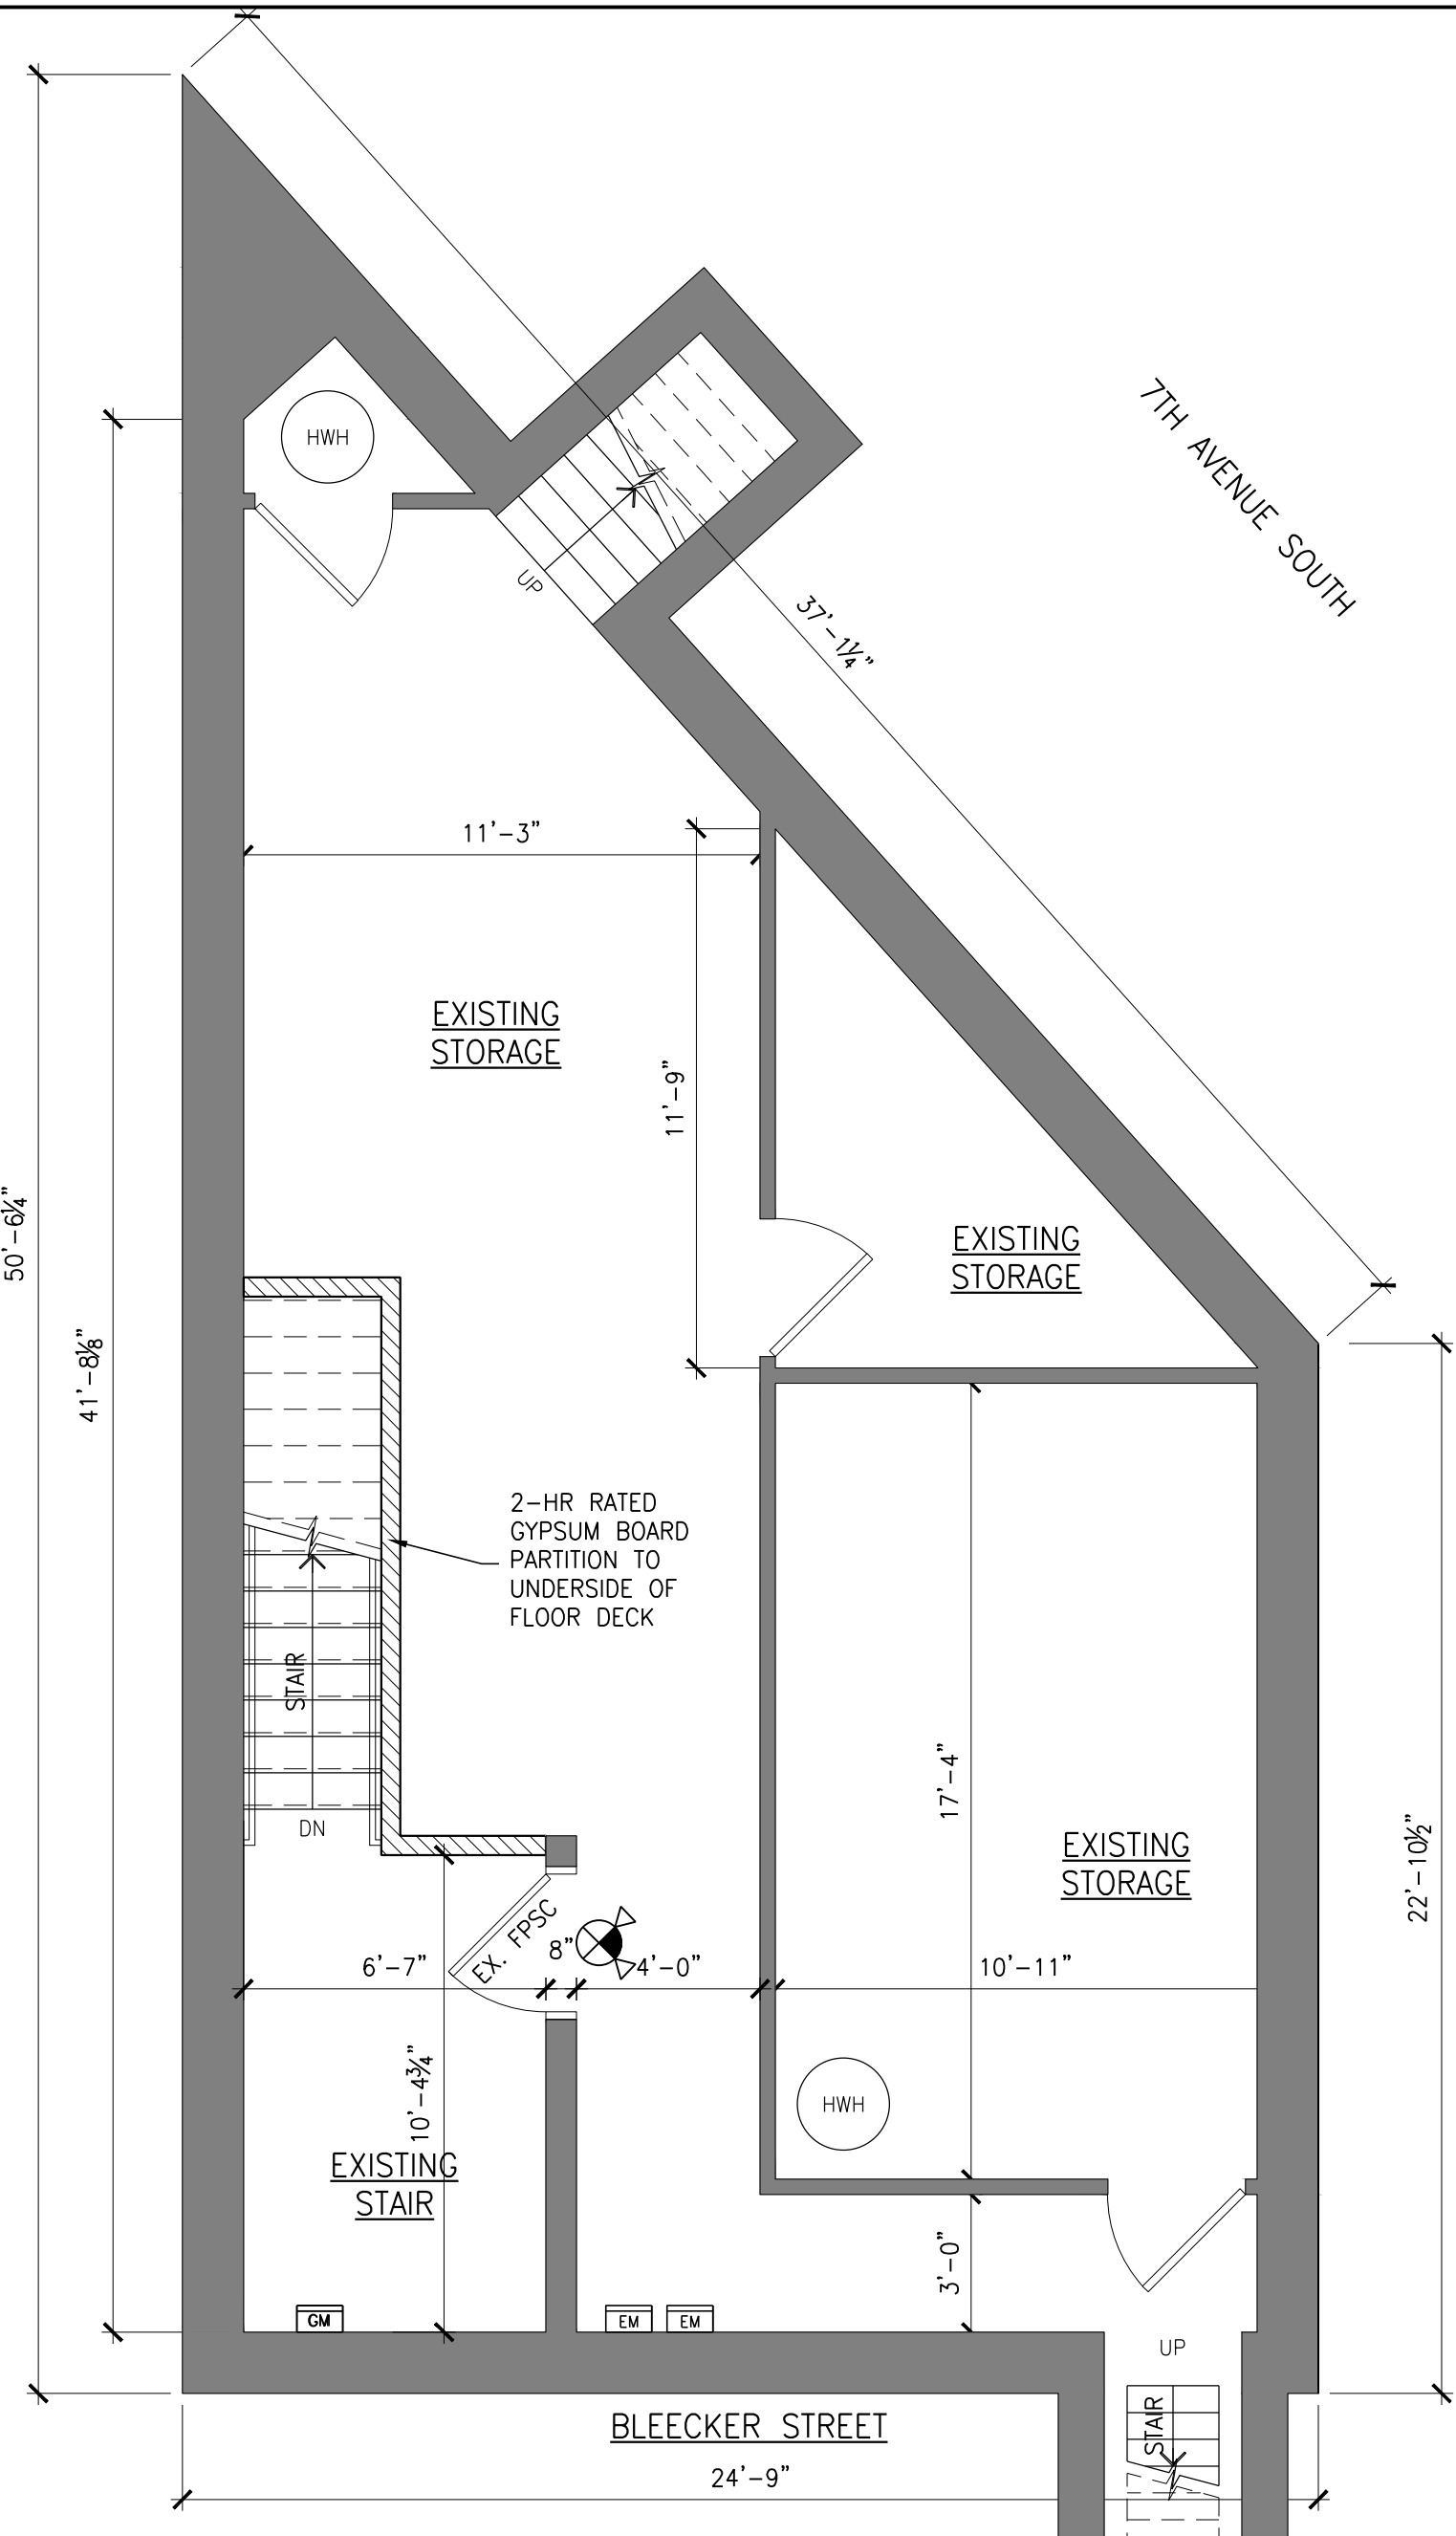 HWH
7TH AVENUE SOUTH
UP
37'-1¼"
11'-3"
EXISTING
STORAGE
11'-9"
50'-6¼"
EXISTING
STORAGE
41'-8⅛"
2-HR RATED
GYPSUM BOARD
PARTITION TO
UNDERSIDE OF
FLOOR DECK
STAIR
DN
17'-4"
EXISTING
STORAGE
22'-10½"
EX. FPSC
6'-7"
8"
4'-0"
10'-11"
10'-4¾"
HWH
EXISTING
STAIR
3'-0"
GM
EM
EM
UP
STAIR
BLEECKER STREET
24'-9"